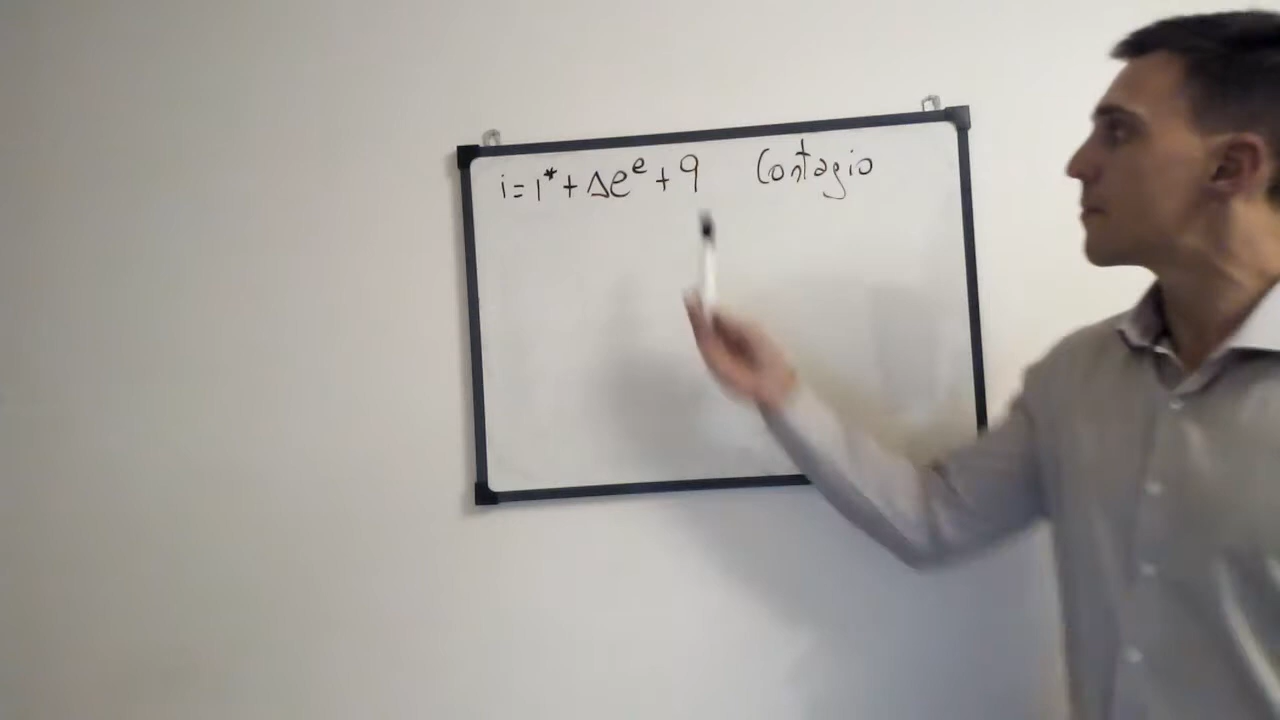 i = i* + Δe^e + q Contagio